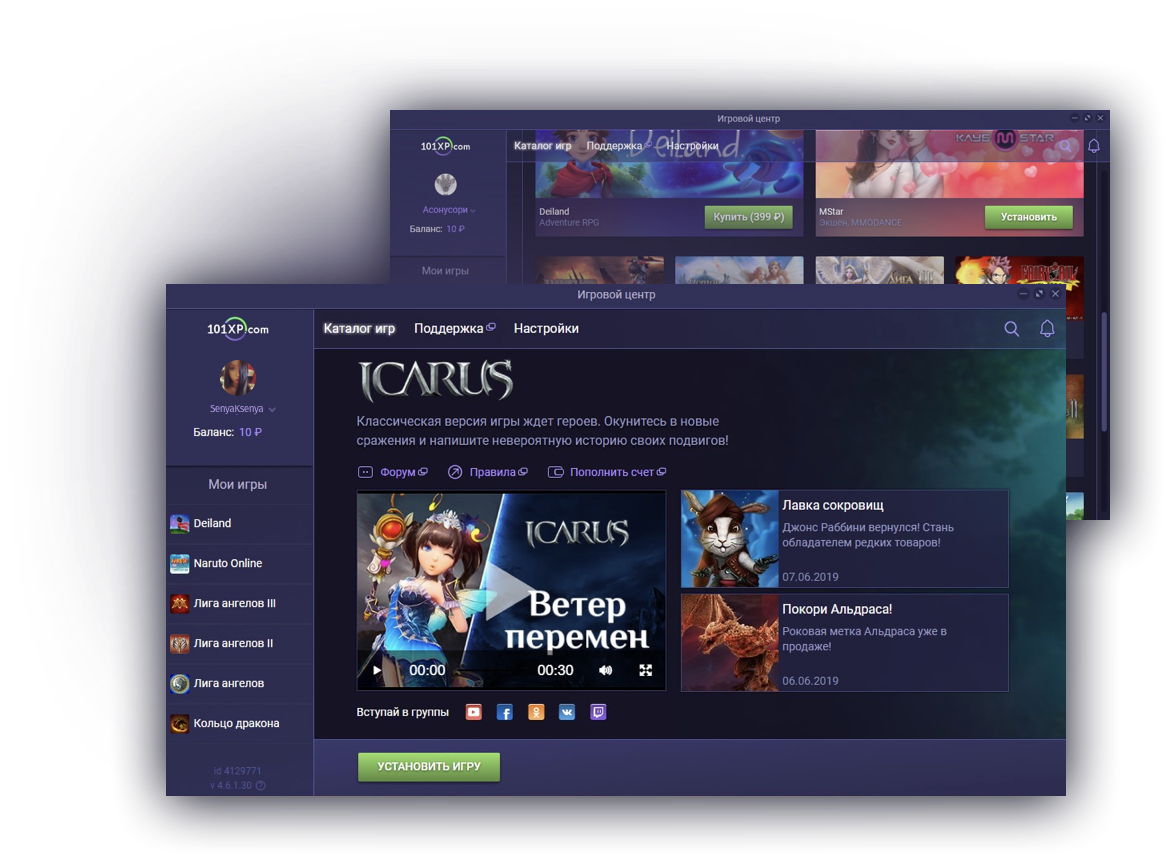 Игровой центр
101XP.com
Каталог игр Поддержка Настройки
Deiland
KAYE M STAR
Асонусори
Баланс: 10 ₽
Мои игры
Deiland
Adventure RPG
Купить (399 ₽)
MStar
Экшен, MMODANCE
Установить
ЛИГА
FAIRY TAIL
Игровой центр
101XP.com
Каталог игр Поддержка Настройки
SenyaKsenya
Баланс: 10 ₽
Мои игры
Deiland
Naruto Online
Лига ангелов III
Лига ангелов II
Лига ангелов
Кольцо дракона
id 4129771
v 4.6.1.30
ICARUS
Классическая версия игры ждет героев. Окунитесь в новые
сражения и напишите невероятную историю своих подвигов!
Форум Правила Пополнить счет
ICARUS
Ветер
перемен
00:00 00:30
Лавка сокровищ
Джонс Раббини вернулся! Стань
обладателем редких товаров!
07.06.2019
Покори Альдраса!
Роковая метка Альдраса уже в
продаже!
06.06.2019
Вступай в группы
УСТАНОВИТЬ ИГРУ